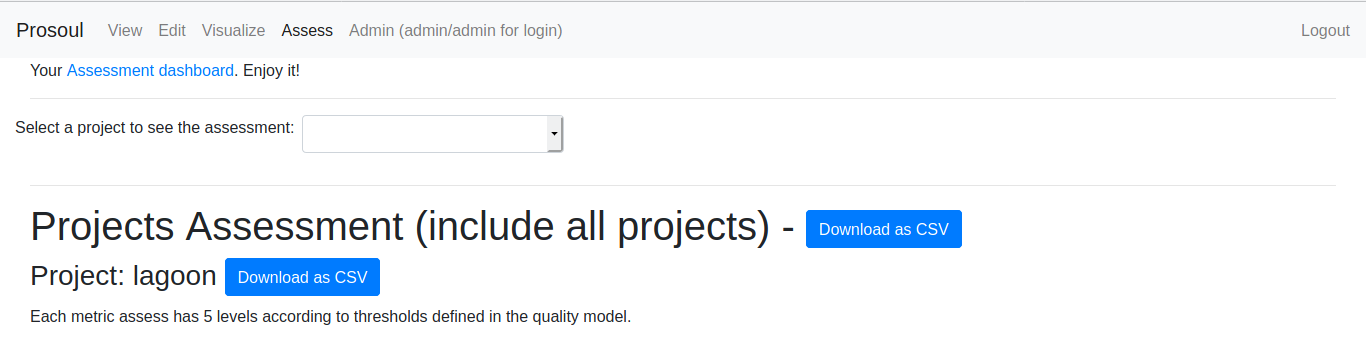 Prosoul View Edit Visualize Assess Admin (admin/admin for login) Logout
Your Assessment dashboard. Enjoy it!
Select a project to see the assessment:
Projects Assessment (include all projects) - Download as CSV
Project: lagoon Download as CSV
Each metric assess has 5 levels according to thresholds defined in the quality model.